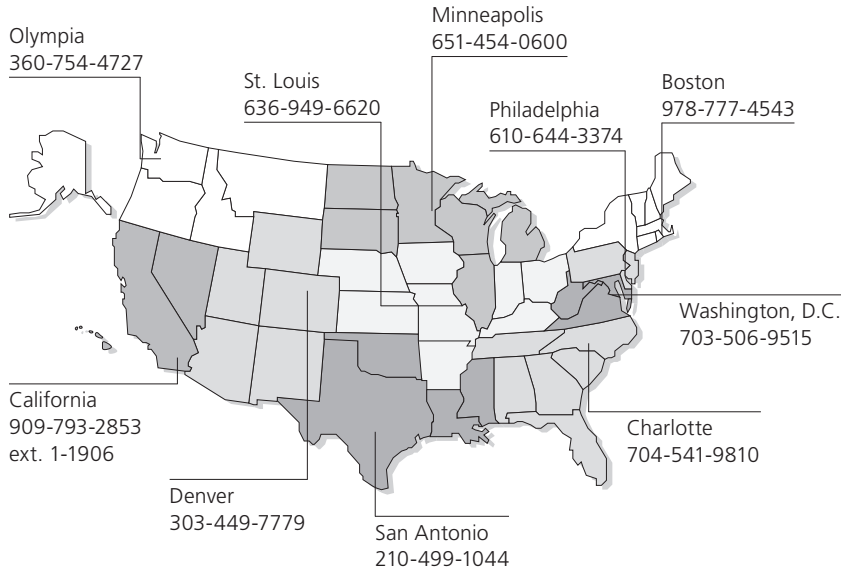 Minneapolis
651-454-0600
Olympia
360-754-4727
St. Louis
636-949-6620
Boston
978-777-4543
Philadelphia
610-644-3374
Washington, D.C.
703-506-9515
California
909-793-2853
ext. 1-1906
Charlotte
704-541-9810
Denver
303-449-7779
San Antonio
210-499-1044